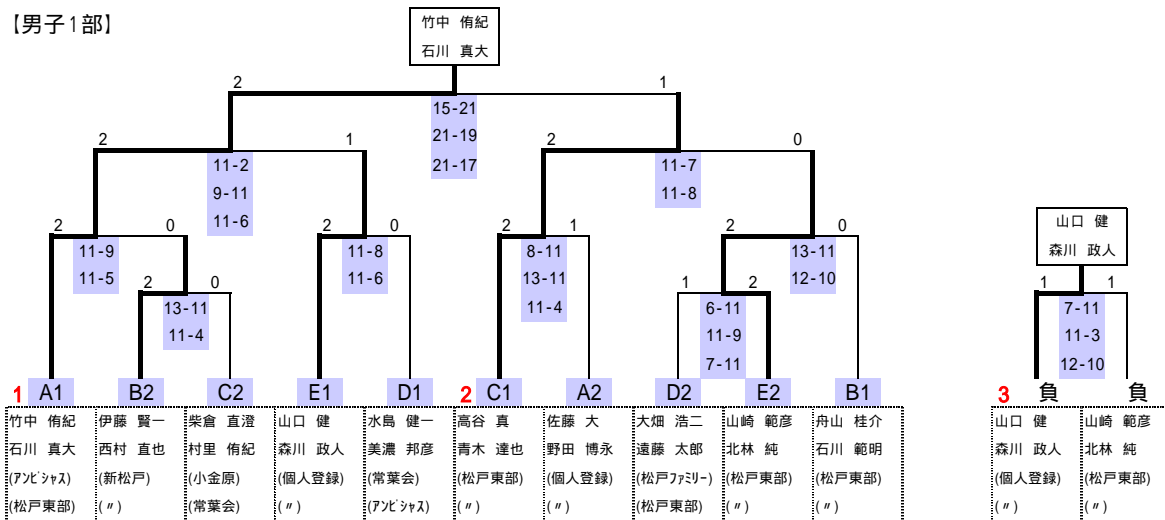 【男子1部】
竹中 侑紀
石川 真大
2 1
15-21
21-19
21-17
2 1 2 0
11-2 11-7
9-11 11-8
11-6
山口 健
森川 政人
2 0 2 1 2 1 2 0
11-9 11-8 8-11 13-11
11-5 11-6 13-11 12-10
11-4
2 0 1 2 1 1
13-11 6-11 7-11
11-4 11-9 11-3
7-11 12-10
1 A1 B2 C2 E1 D1 2 C1 A2 D2 E2 B1 3 負 負
竹中 侑紀 伊藤 賢一 柴倉 直澄 山口 健 水島 健一 高谷 真 佐藤 大 大畑 浩二 山崎 範彦 舟山 桂介 山口 健 山崎 範彦
石川 真大 西村 直也 村里 侑紀 森川 政人 美濃 邦彦 青木 達也 野田 博永 遠藤 太郎 北林 純 石川 範明 森川 政人 北林 純
(アンビシャス) (新松戸) (小金原) (個人登録) (常葉会) (松戸東部) (個人登録) (松戸ファミリー) (松戸東部) (松戸東部) (個人登録) (松戸東部)
(松戸東部) (〃) (常葉会) (〃) (アンビシャス) (〃) (〃) (松戸東部) (〃) (〃) (〃) (〃)